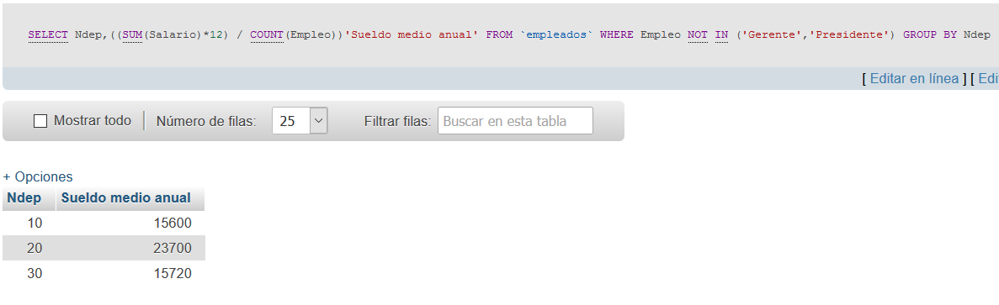 SELECT Ndep,((SUM(Salario)*12) / COUNT(Empleo))'Sueldo medio anual' FROM `empleados` WHERE Empleo NOT IN ('Gerente','Presidente') GROUP BY Ndep
[ Editar en línea ] [ Edi
Mostrar todo Número de filas: 25 Filtrar filas: Buscar en esta tabla
+ Opciones
Ndep Sueldo medio anual
10 15600
20 23700
30 15720